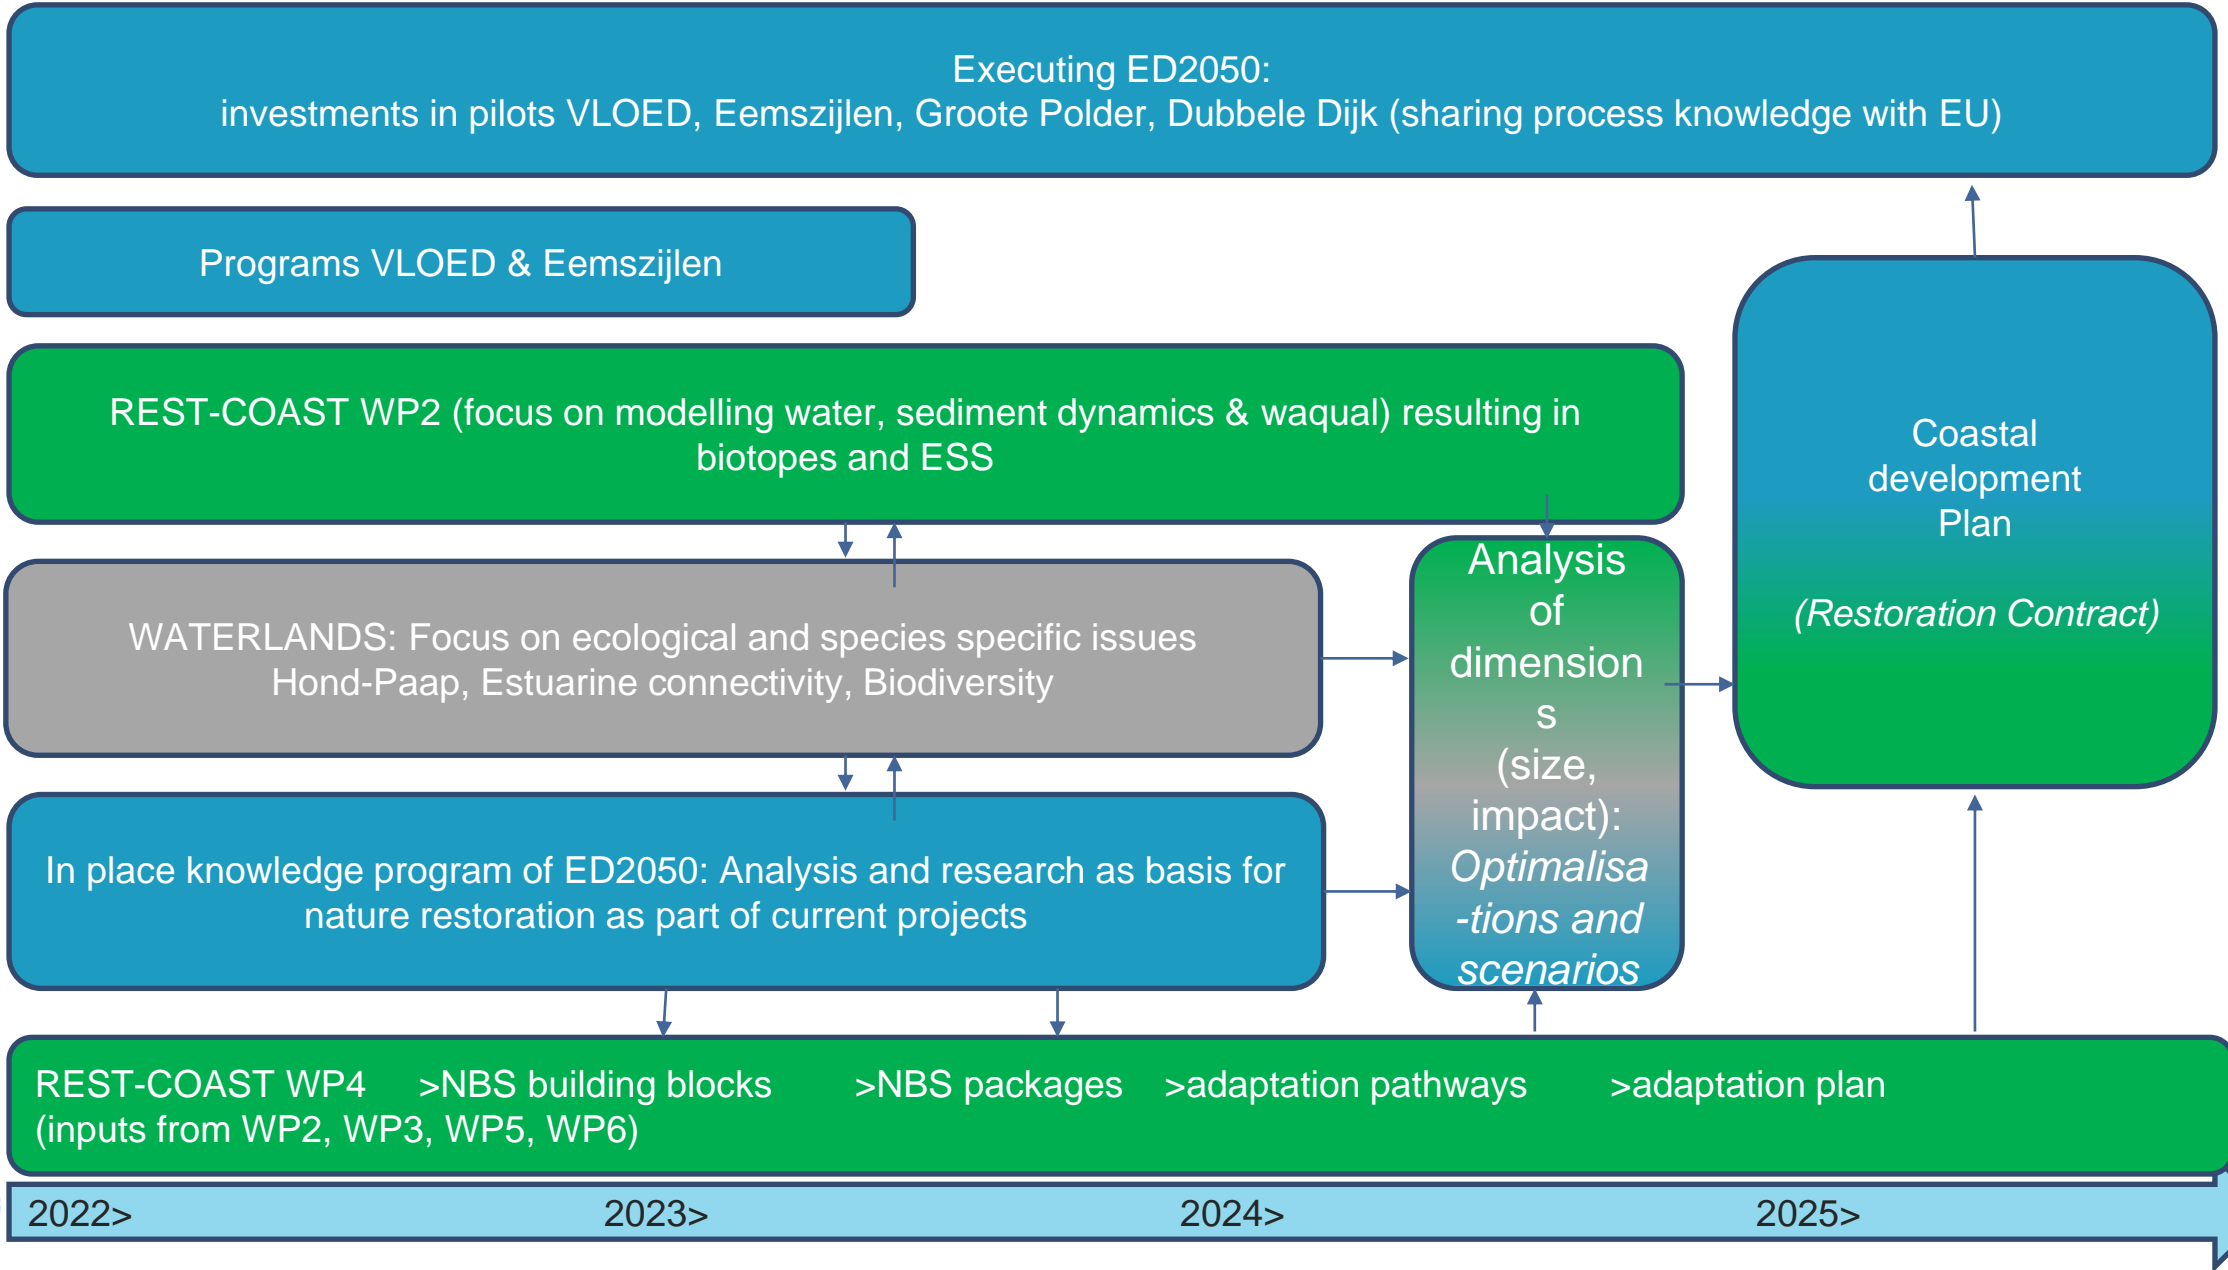 Executing ED2050:
investments in pilots VLOED, Eemszijlen, Groote Polder, Dubbele Dijk (sharing process knowledge with EU)
Programs VLOED & Eemszijlen
REST-COAST WP2 (focus on modelling water, sediment dynamics & waqual) resulting in
biotopes and ESS
WATERLANDS: Focus on ecological and species specific issues
Hond-Paap, Estuarine connectivity, Biodiversity
In place knowledge program of ED2050: Analysis and research as basis for
nature restoration as part of current projects
Analysis
of
dimension
s
(size,
impact):
Optimalisa
-tions and
scenarios
Coastal
development
Plan
(Restoration Contract)
REST-COAST WP4 >NBS building blocks >NBS packages >adaptation pathways >adaptation plan
(inputs from WP2, WP3, WP5, WP6)
2022> 2023> 2024> 2025>